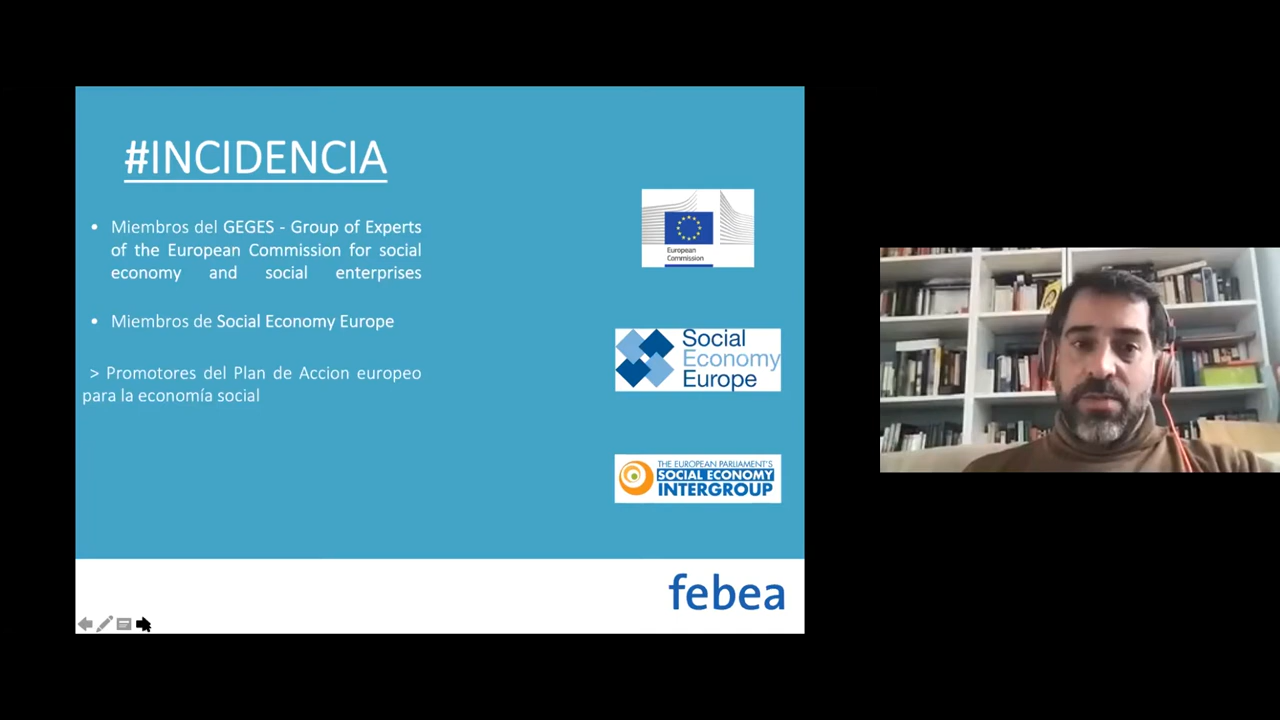 #INCIDENCIA
• Miembros del GEGES - Group of Experts
of the European Commission for social
economy and social enterprises
• Miembros de Social Economy Europe
> Promotores del Plan de Accion europeo
para la economía social
European
Commission
Social
Economy
Europe
THE EUROPEAN PARLIAMENT'S
SOCIAL ECONOMY
INTERGROUP
febea